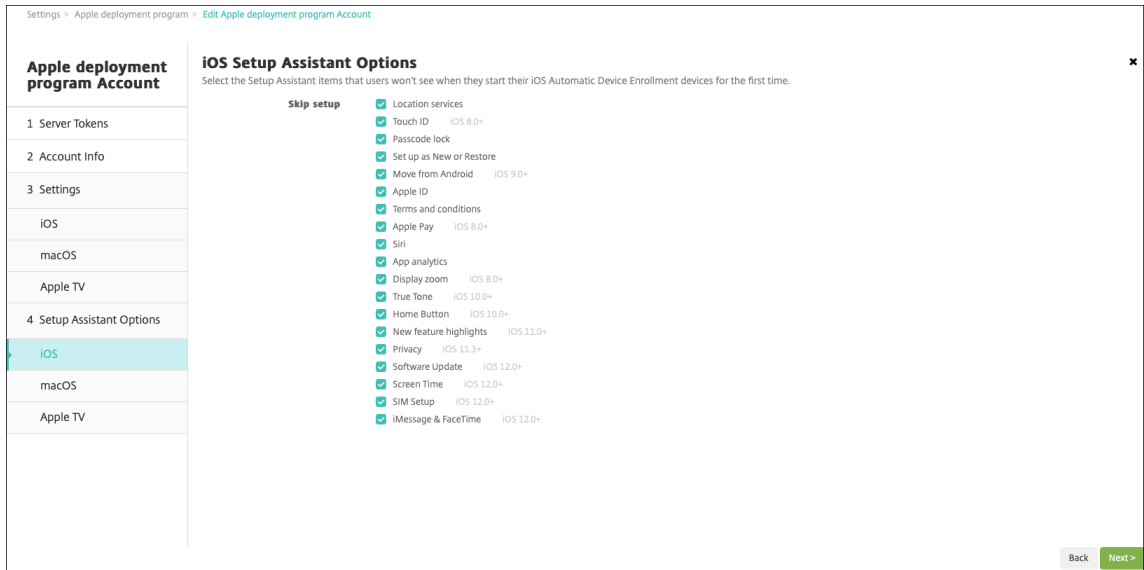 Settings > Apple deployment program > Edit Apple deployment program Account
Apple deployment
program Account
1 Server Tokens
2 Account Info
3 Settings
iOS
macOS
Apple TV
4 Setup Assistant Options
iOS
macOS
Apple TV
iOS Setup Assistant Options
Select the Setup Assistant items that users won't see when they start their iOS Automatic Device Enrollment devices for the first time.
Skip setup
Location services
Touch ID iOS 8.0+
Passcode lock
Set up as New or Restore
Move from Android iOS 9.0+
Apple ID
Terms and conditions
Apple Pay iOS 8.0+
Siri
App analytics
Display zoom iOS 8.0+
True Tone iOS 10.0+
Home Button iOS 10.0+
New feature highlights iOS 11.0+
Privacy iOS 11.3+
Software Update iOS 12.0+
Screen Time iOS 12.0+
SIM Setup iOS 12.0+
iMessage & FaceTime iOS 12.0+
Back Next >